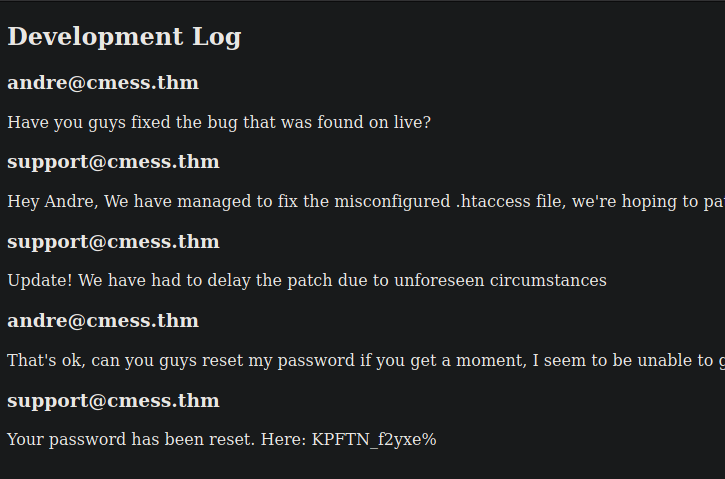 Development Log
andre@cmess.thm
Have you guys fixed the bug that was found on live?
support@cmess.thm
Hey Andre, We have managed to fix the misconfigured .htaccess file, we're hoping to
support@cmess.thm
Update! We have had to delay the patch due to unforeseen circumstances
andre@cmess.thm
That's ok, can you guys reset my password if you get a moment, I seem to be unable to
support@cmess.thm
Your password has been reset. Here: KPFTN_f2yxe%